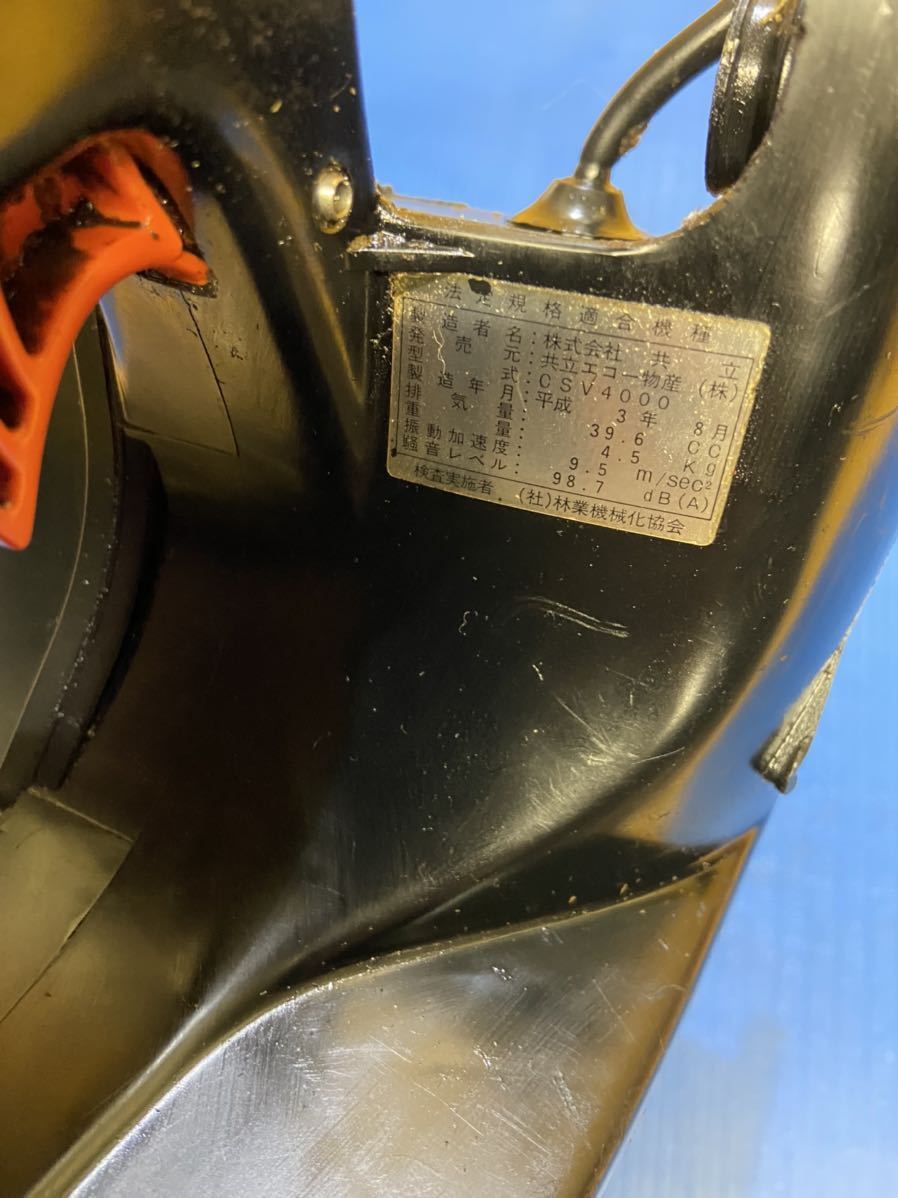 法定規格適合機種
製造者名:株式会社 共立
発売元:共立エコー物産(株)
型式:CSV4000
製造年月:平成 3年 8月
排気量: 39.6 CC
重量: 4.5 Kg
振動加速度: 9.5 m/sec²
騒音レベル: 98.7 dB(A)
検査実施者 (社)林業機械化協会